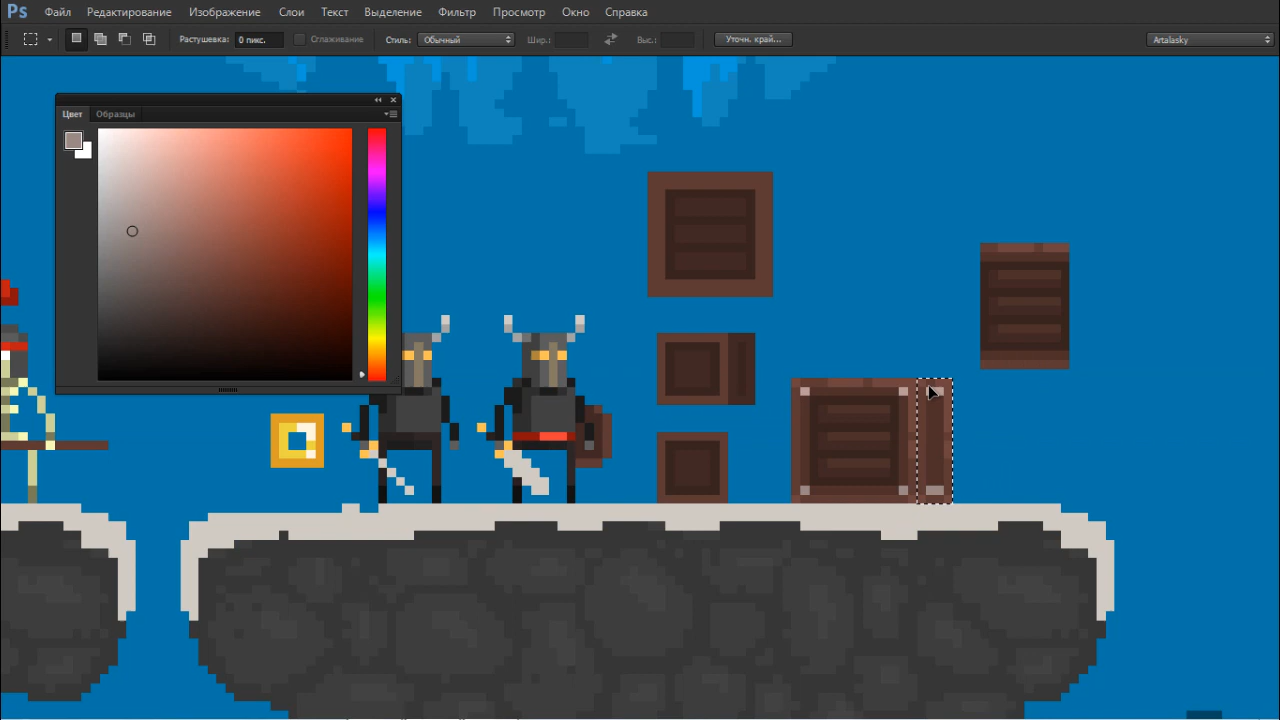 Ps Файл Редактирование Изображение Слои Текст Выделение Фильтр Просмотр Окно Справка
Растушевка: 0 пикс. Сглаживание Стиль: Обычный Шир.: Выс.: Уточн. край... Artalasky
Цвет Образцы